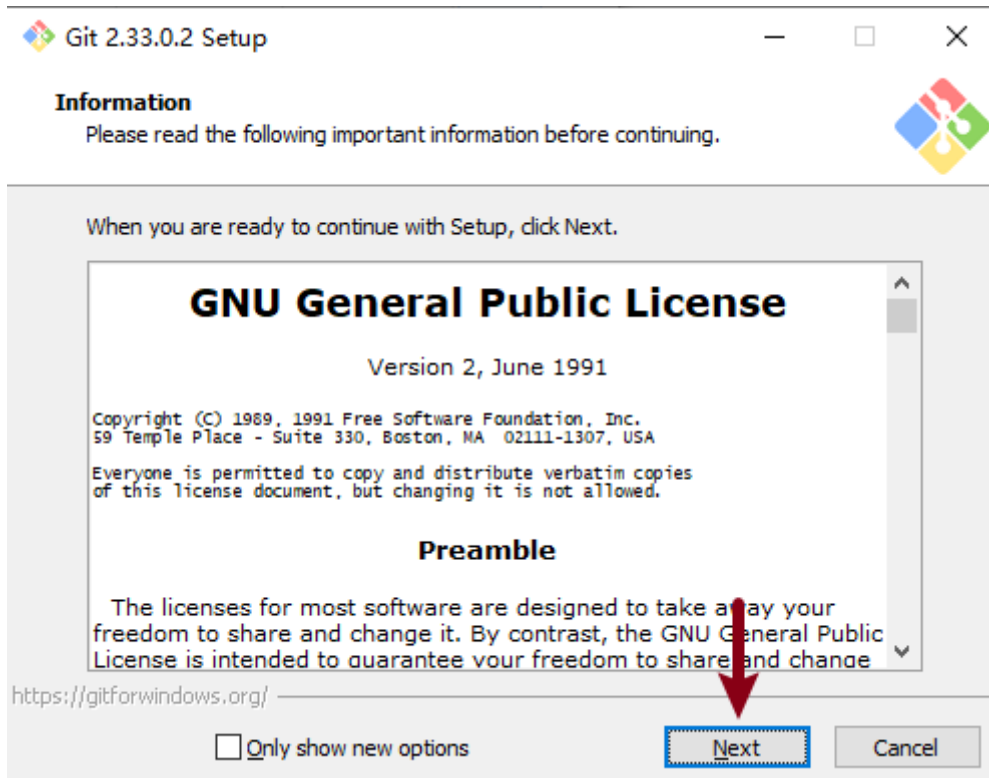 Git 2.33.0.2 Setup
Information
Please read the following important information before continuing.
When you are ready to continue with Setup, click Next.
GNU General Public License
Version 2, June 1991
Copyright (C) 1989, 1991 Free Software Foundation, Inc.
59 Temple Place - Suite 330, Boston, MA  02111-1307, USA
Everyone is permitted to copy and distribute verbatim copies
of this license document, but changing it is not allowed.
Preamble
The licenses for most software are designed to take away your
freedom to share and change it. By contrast, the GNU General Public
License is intended to guarantee your freedom to share and change
https://gitforwindows.org/
Only show new options
Next
Cancel